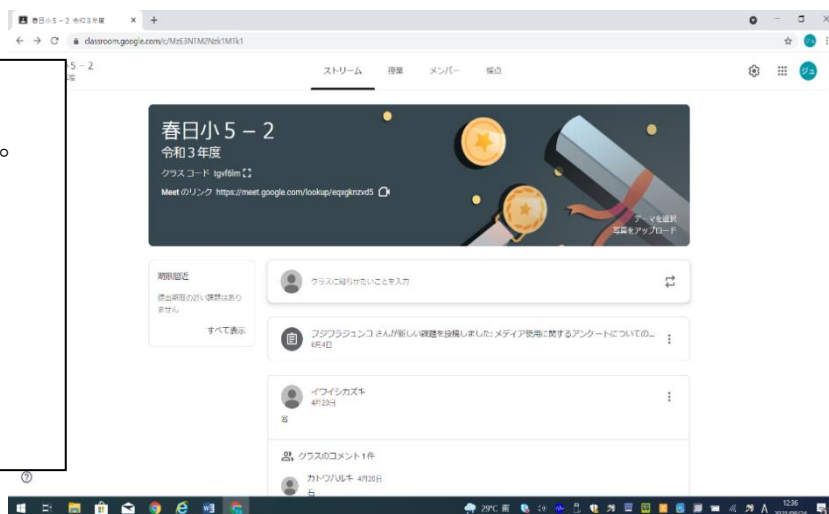 春日小5－2 令和3年度
classroom.google.com/c/MzE3NTM2Nzk1MTk1
5－2
ストリーム 授業 メンバー 採点
ジュ
。
春日小5－2
令和3年度
クラス コード tgvf6lm
Meet のリンク https://meet.google.com/lookup/eqxgknzvd5
テーマを選択
写真をアップロード
期限間近
提出期限の近い課題はあり
ません
すべて表示
クラスに知らせたいことを入力
フジワラジュンコ さんが新しい課題を投稿しました: メディア使用に関するアンケートについての...
8月4日
イワイシカズキ
4月20日
クラスのコメント 1 件
カトウハルキ 4月20日
29°C
12:36
2021/08/24